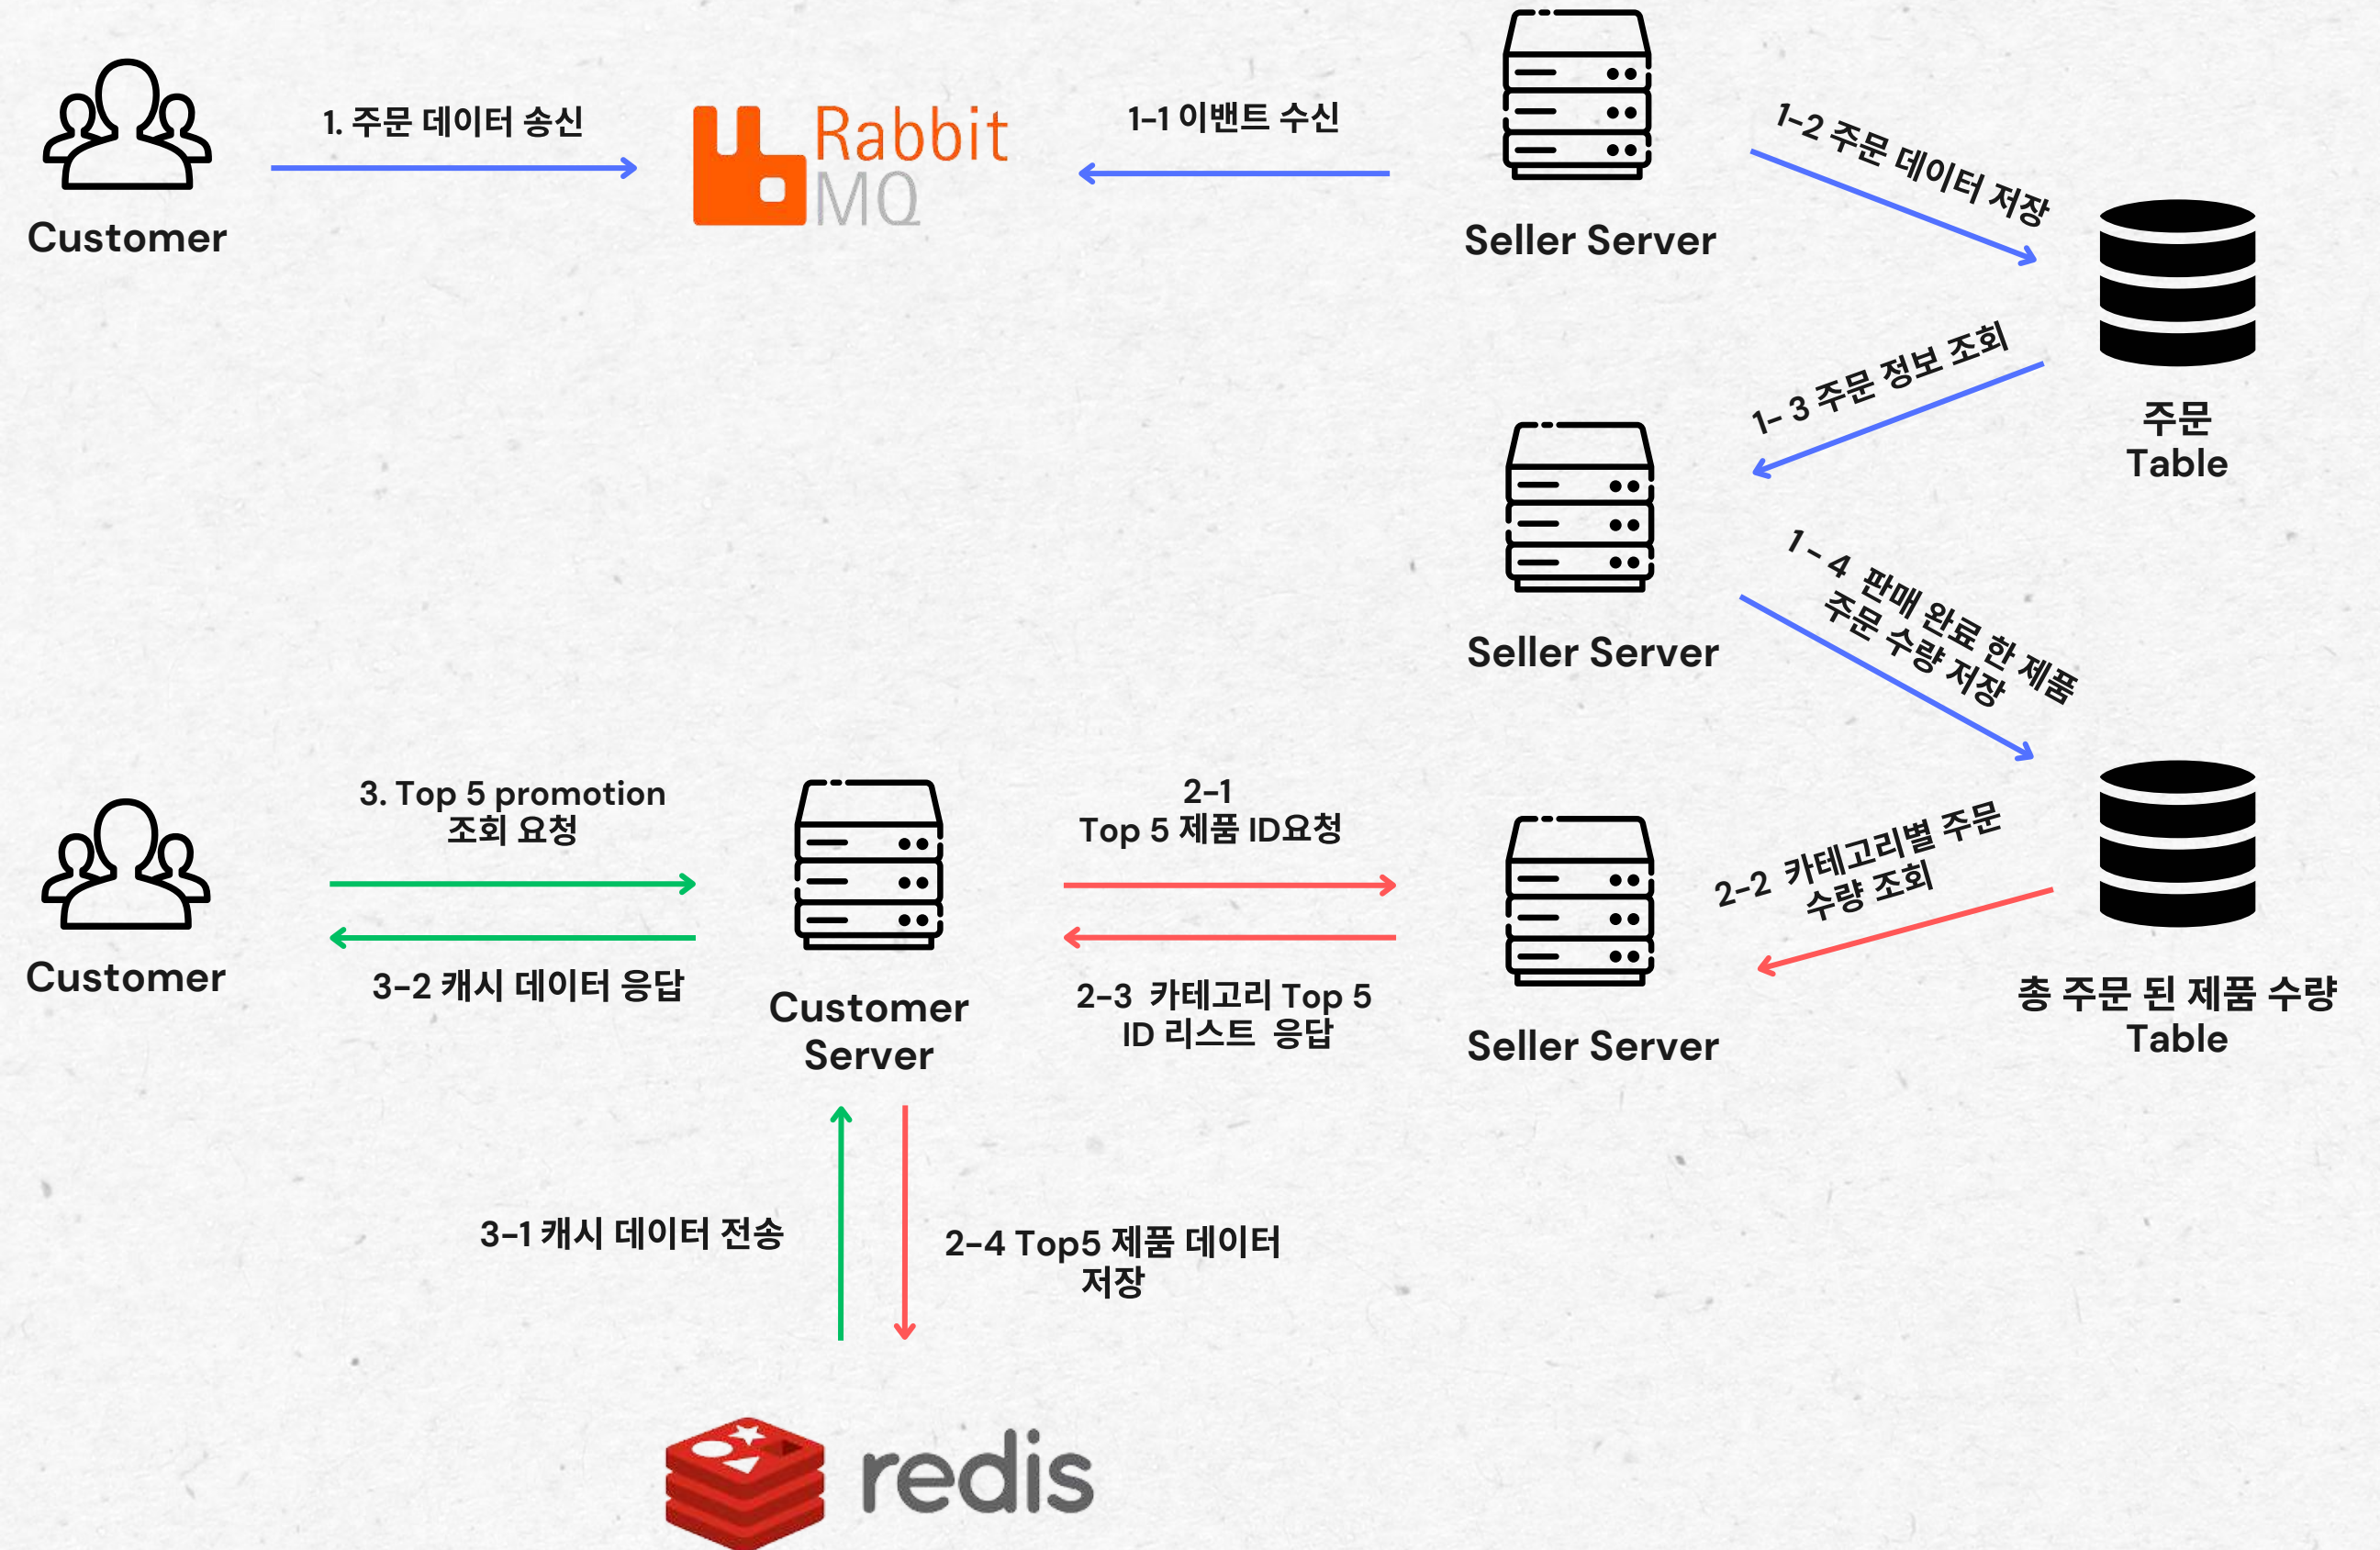 1. 주문 데이터 송신
Rabbit
MQ
1-1 이밴트 수신
1-2 주문 데이터 저장
Customer
Seller Server
1- 3 주문 정보 조회
주문
Table
1 - 4 판매 완료 한 제품
주문 수량 저장
Seller Server
3. Top 5 promotion
조회 요청
2-1
Top 5 제품 ID요청
2-2 카테고리별 주문
수량 조회
Customer
3-2 캐시 데이터 응답
Customer
Server
2-3 카테고리 Top 5
ID 리스트 응답
Seller Server
총 주문 된 제품 수량
Table
3-1 캐시 데이터 전송
2-4 Top5 제품 데이터
저장
redis